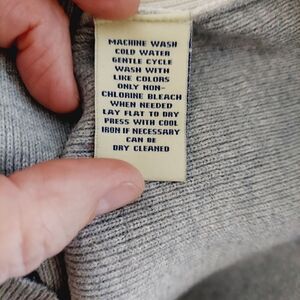 MACHINE WASH
COLD WATER
GENTLE CYCLE
WASH WITH
LIKE COLORS
ONLY NON-
CHLORINE BLEACH
WHEN NEEDED
LAY FLAT TO DRY
PRESS WITH COOL
IRON IF NECESSARY
CAN BE
DRY CLEANED